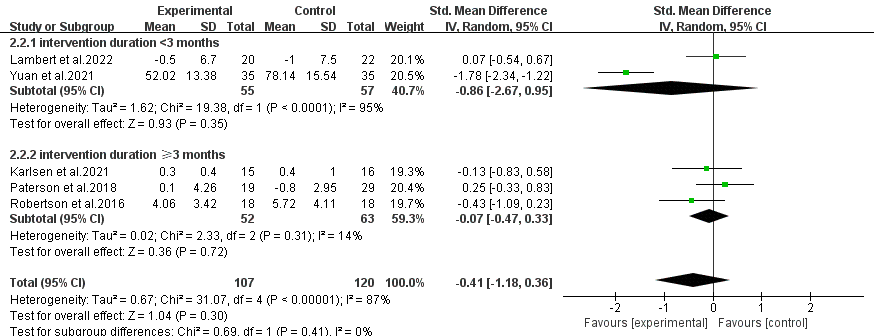 Experimental Control Std. Mean Difference Std. Mean Difference
Study or Subgroup Mean SD Total Mean SD Total Weight IV, Random, 95% CI IV, Random, 95% CI
2.2.1 intervention duration <3 months
Lambert et al.2022 -0.5 6.7 20 -1 7.5 22 20.1% 0.07 [-0.54, 0.67]
Yuan et al.2021 52.02 13.38 35 78.14 15.54 35 20.5% -1.78 [-2.34, -1.22]
Subtotal (95% CI) 55 57 40.7% -0.86 [-2.67, 0.95]
Heterogeneity: Tau² = 1.62; Chi² = 19.38, df = 1 (P < 0.0001); I² = 95%
Test for overall effect: Z = 0.93 (P = 0.35)
2.2.2 intervention duration ≥3 months
Karlsen et al.2021 0.3 0.4 15 0.4 1 16 19.3% -0.13 [-0.83, 0.58]
Paterson et al.2018 0.1 4.26 19 -0.8 2.95 29 20.4% 0.25 [-0.33, 0.83]
Robertson et al.2016 4.06 3.42 18 5.72 4.11 18 19.7% -0.43 [-1.09, 0.23]
Subtotal (95% CI) 52 63 59.3% -0.07 [-0.47, 0.33]
Heterogeneity: Tau² = 0.02; Chi² = 2.33, df = 2 (P = 0.31); I² = 14%
Test for overall effect: Z = 0.36 (P = 0.72)
Total (95% CI) 107 120 100.0% -0.41 [-1.18, 0.36]
Heterogeneity: Tau² = 0.67; Chi² = 31.07, df = 4 (P < 0.00001); I² = 87%
Test for overall effect: Z = 1.04 (P = 0.30)
Test for subgroup differences: Chi² = 0.69, df = 1 (P = 0.41), I² = 0%
-2 -1 0 1 2
Favours [experimental] Favours [control]